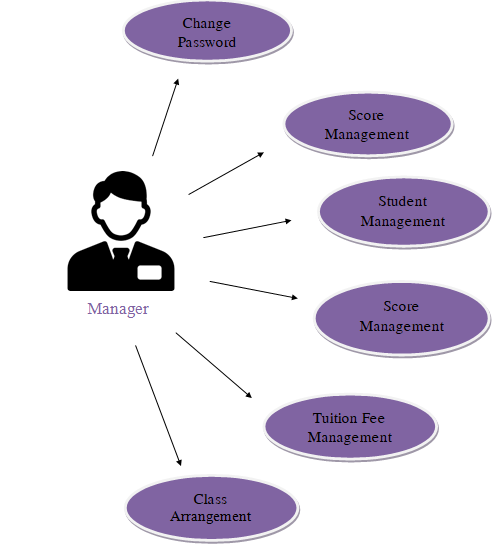 Change
Password
Score
Management
Student
Management
Score
Management
Manager
Tuition Fee
Management
Class
Arrangement